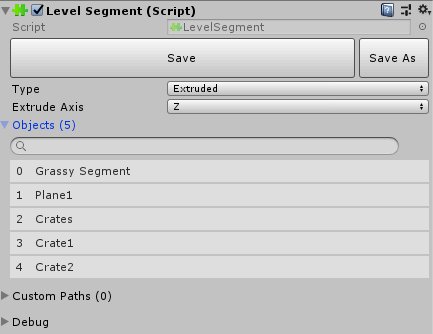 Level Segment (Script)
Script LevelSegment
Save Save As
Type Extruded
Extrude Axis Z
Objects (5)
0 Grassy Segment
1 Plane1
2 Crates
3 Crate1
4 Crate2
Custom Paths (0)
Debug